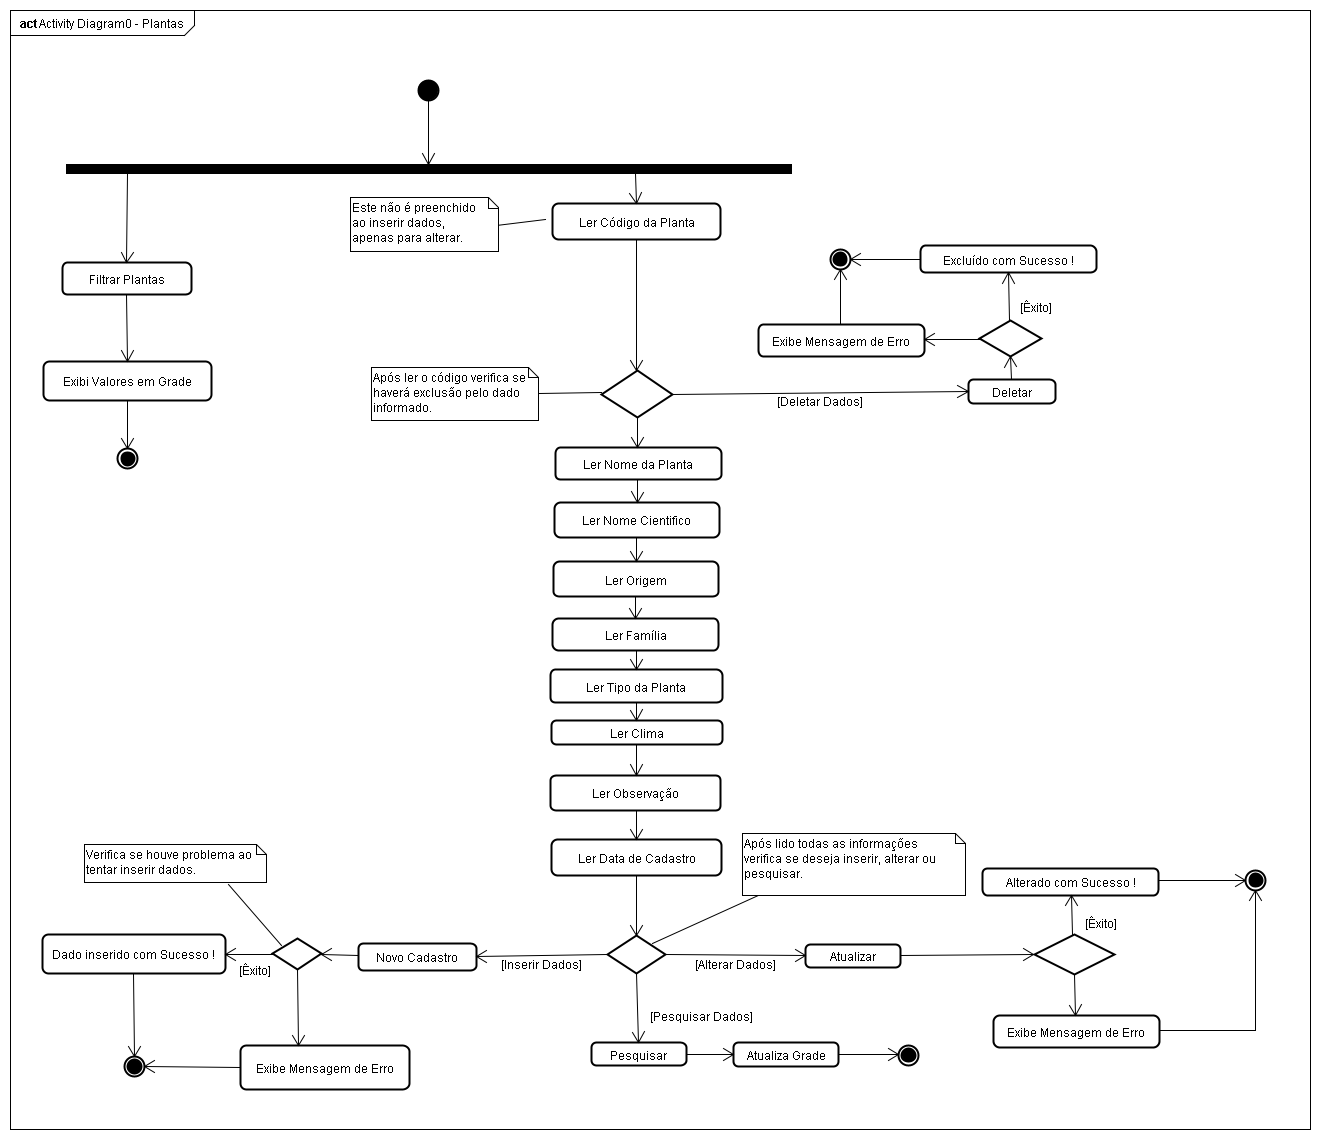 act Activity Diagram0 - Plantas
Este não é preenchido
ao inserir dados,
apenas para alterar.
Ler Código da Planta
Filtrar Plantas
Excluído com Sucesso !
[Êxito]
Exibe Mensagem de Erro
Exibi Valores em Grade
Após ler o código verifica se
haverá exclusão pelo dado
informado.
[Deletar Dados]
Deletar
Ler Nome da Planta
Ler Nome Cientifico
Ler Origem
Ler Família
Ler Tipo da Planta
Ler Clima
Ler Observação
Ler Data de Cadastro
Verifica se houve problema ao
tentar inserir dados.
Após lido todas as informações
verifica se deseja inserir, alterar ou
pesquisar.
Alterado com Sucesso !
[Êxito]
Dado inserido com Sucesso !
[Êxito]
Novo Cadastro
[Inserir Dados]
[Alterar Dados]
Atualizar
[Pesquisar Dados]
Exibe Mensagem de Erro
Pesquisar
Atualiza Grade
Exibe Mensagem de Erro